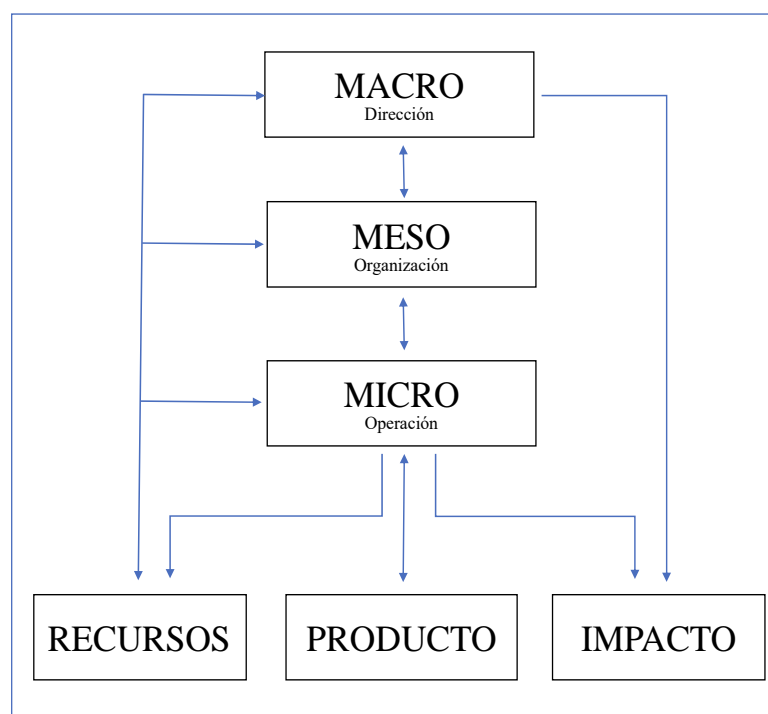 MACRO
Dirección
MESO
Organización
MICRO
Operación
RECURSOS
PRODUCTO
IMPACTO